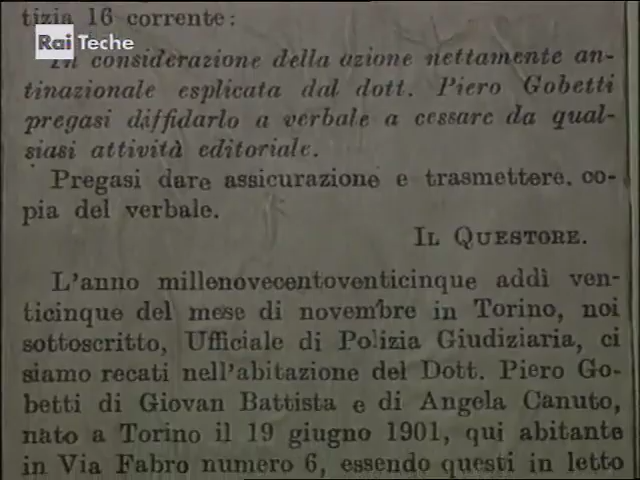 tizia 16 corrente:
Rai Teche
In considerazione della azione nettamente an-
tinazionale esplicata dal dott. Piero Gobetti
pregasi diffidarlo a verbale a cessare da qual-
siasi attività editoriale.
Pregasi dare assicurazione e trasmettere. co-
pia del verbale.
IL QUESTORE.
L'anno millenovecentoventicinque addì ven-
ticinque del mese di novembre in Torino, noi
sottoscritto, Ufficiale di Polizia Giudiziaria, ci
siamo recati nell'abitazione del Dott. Piero Go-
betti di Giovan Battista e di Angela Canuto,
nato a Torino il 19 giugno 1901, qui abitante
in Via Fabro numero 6, essendo questi in letto